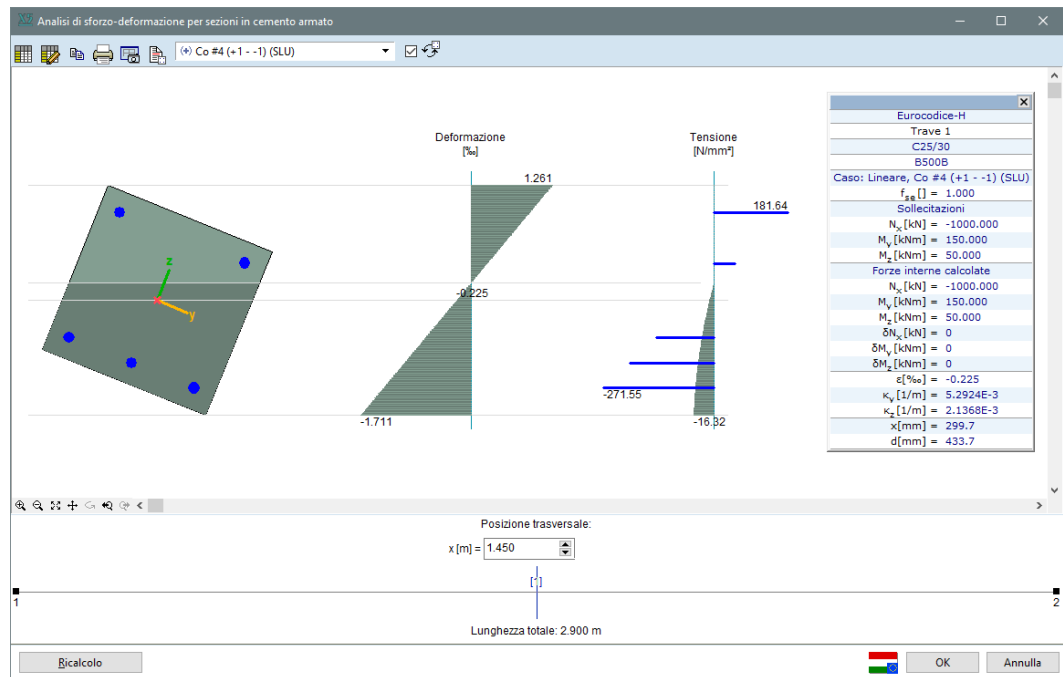 Analisi di sforzo-deformazione per sezioni in cemento armato
(+) Co #4 (+1 - -1) (SLU)
Deformazione
[‰]
1.261
-0.225
-1.711
z
y
Tensione
[N/mm²]
181.64
-271.55
-16.32
Eurocodice-H
Trave 1
C25/30
B500B
Caso: Lineare, Co #4 (+1 - -1) (SLU)
fse[] = 1.000
Sollecitazioni
Nx[kN] = -1000.000
My[kNm] = 150.000
Mz[kNm] = 50.000
Forze interne calcolate
Nx[kN] = -1000.000
My[kNm] = 150.000
Mz[kNm] = 50.000
δNx[kN] = 0
δMy[kNm] = 0
δMz[kNm] = 0
ε[‰] = -0.225
κy[1/m] = 5.2924E-3
κz[1/m] = 2.1368E-3
x[mm] = 299.7
d[mm] = 433.7
Posizione trasversale:
x [m] = 1.450
[1]
1
2
Lunghezza totale: 2.900 m
Ricalcolo
OK
Annulla